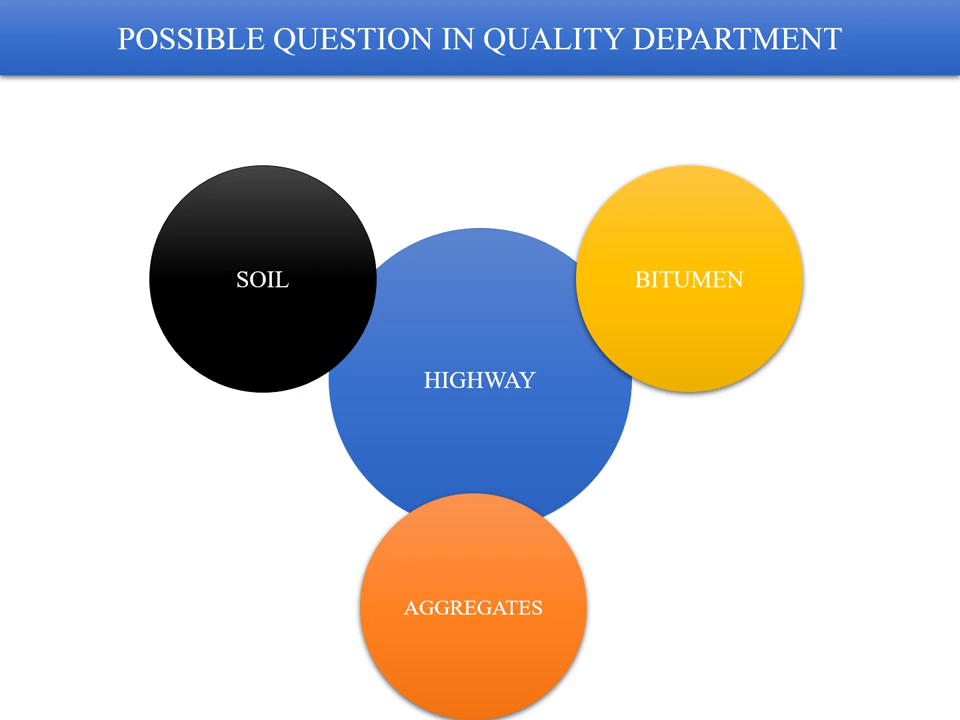 POSSIBLE QUESTION IN QUALITY DEPARTMENT
SOIL
BITUMEN
HIGHWAY
AGGREGATES